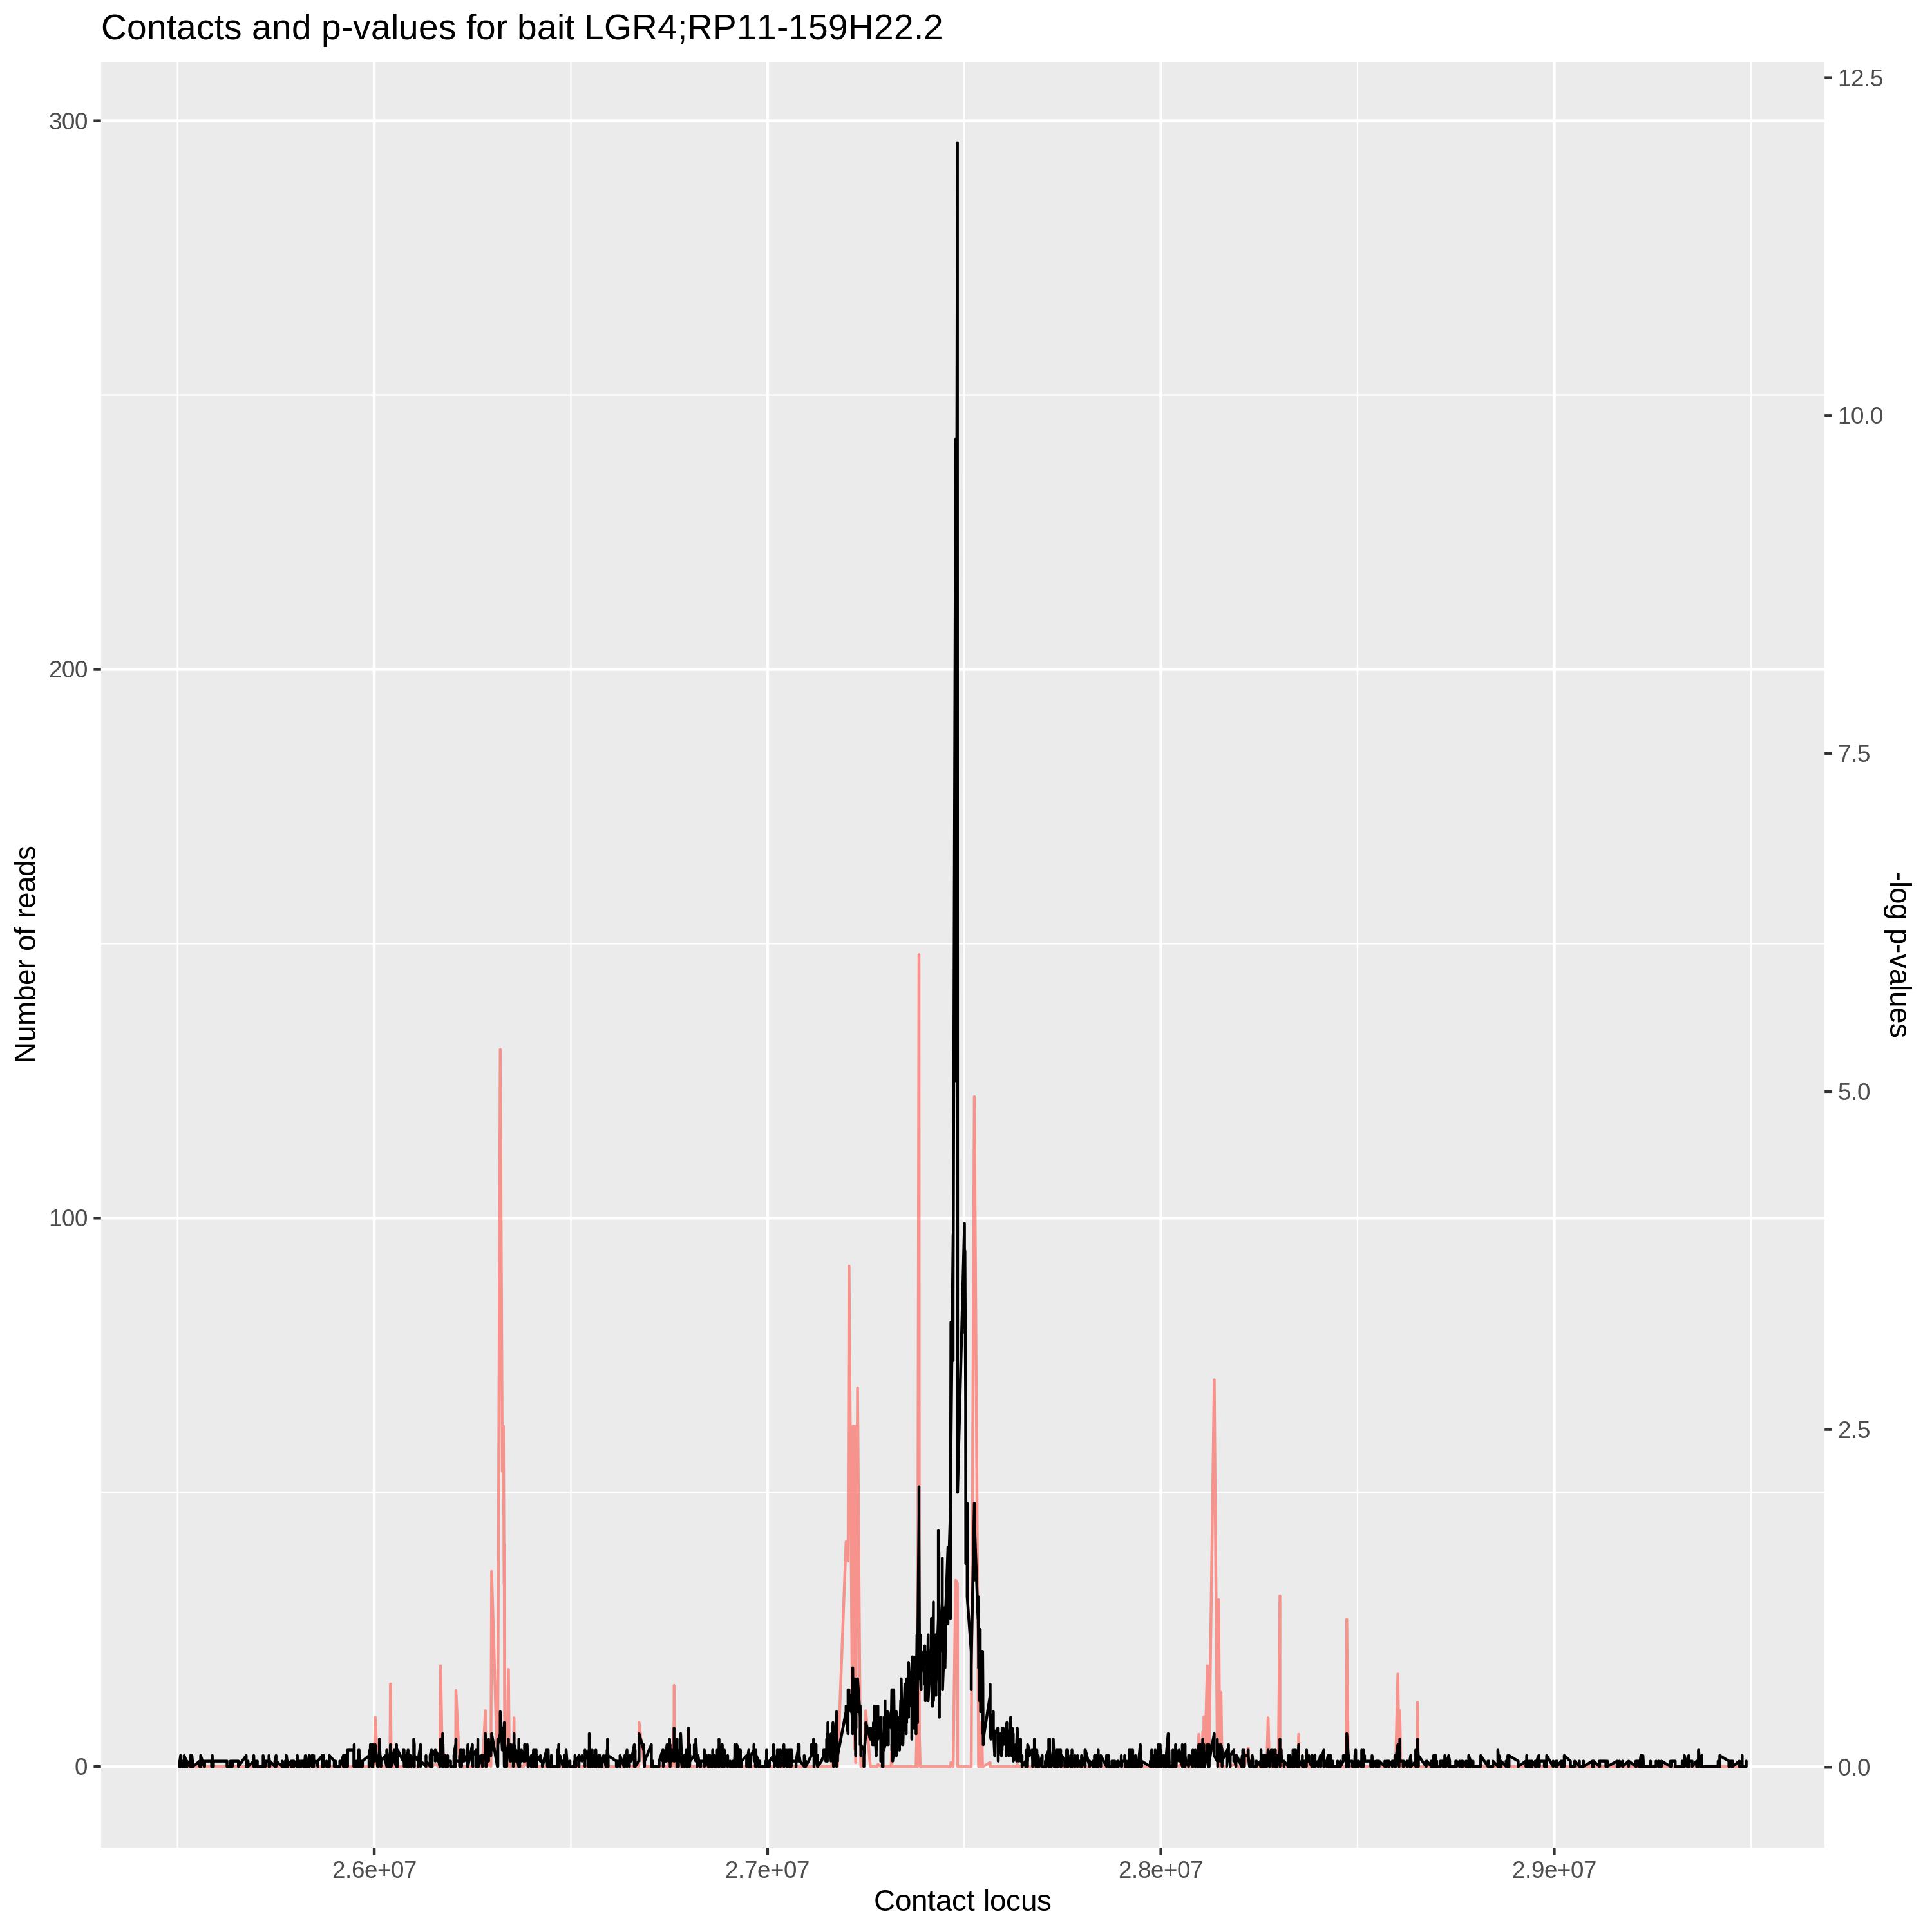 Contacts and p-values for bait LGR4;RP11-159H22.2
300
200
100
0
Number of reads
12.5
10.0
7.5
5.0
2.5
0.0
-log p-values
2.6e+07 2.7e+07 2.8e+07 2.9e+07
Contact locus